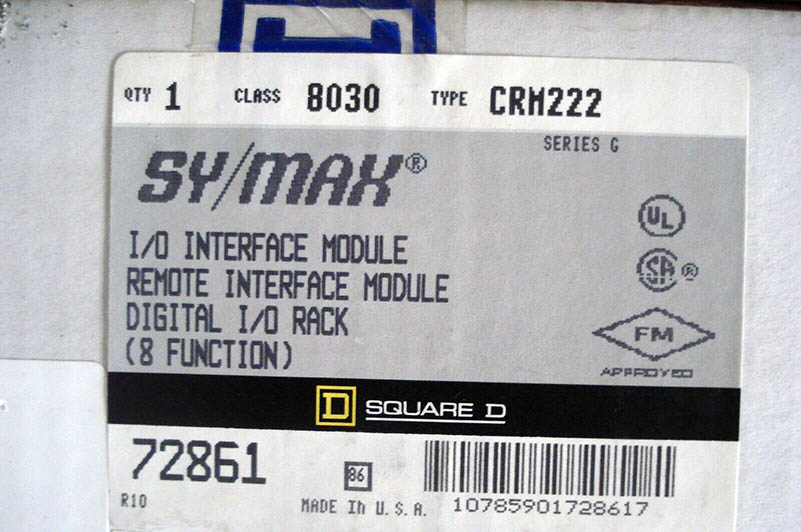 QTY 1 CLASS 8030 TYPE CRM222
SERIES G
SY/MAX®
I/O INTERFACE MODULE
REMOTE INTERFACE MODULE
DIGITAL I/O RACK
(8 FUNCTION)
UL
SA ®
FM
APPROVED
D SQUARE D
72861
86
R10
MADE In U.S.A.
10785901728617